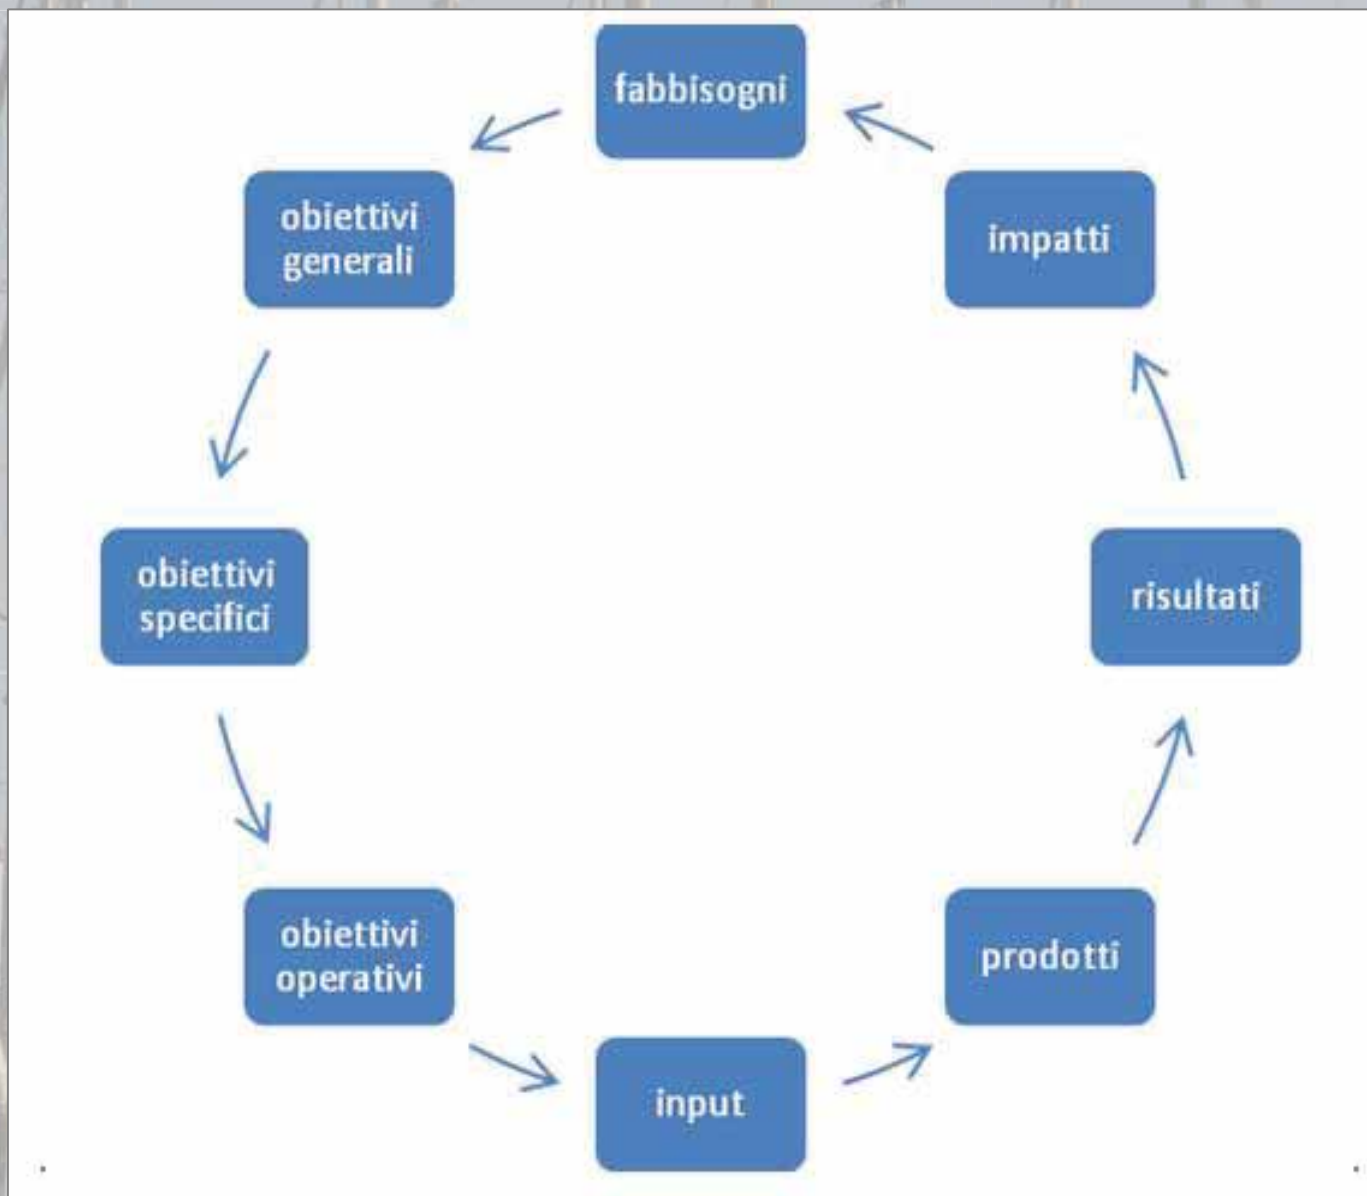 fabbisogni
obiettivi
generali
obiettivi
specifici
obiettivi
operativi
input
prodotti
risultati
impatti